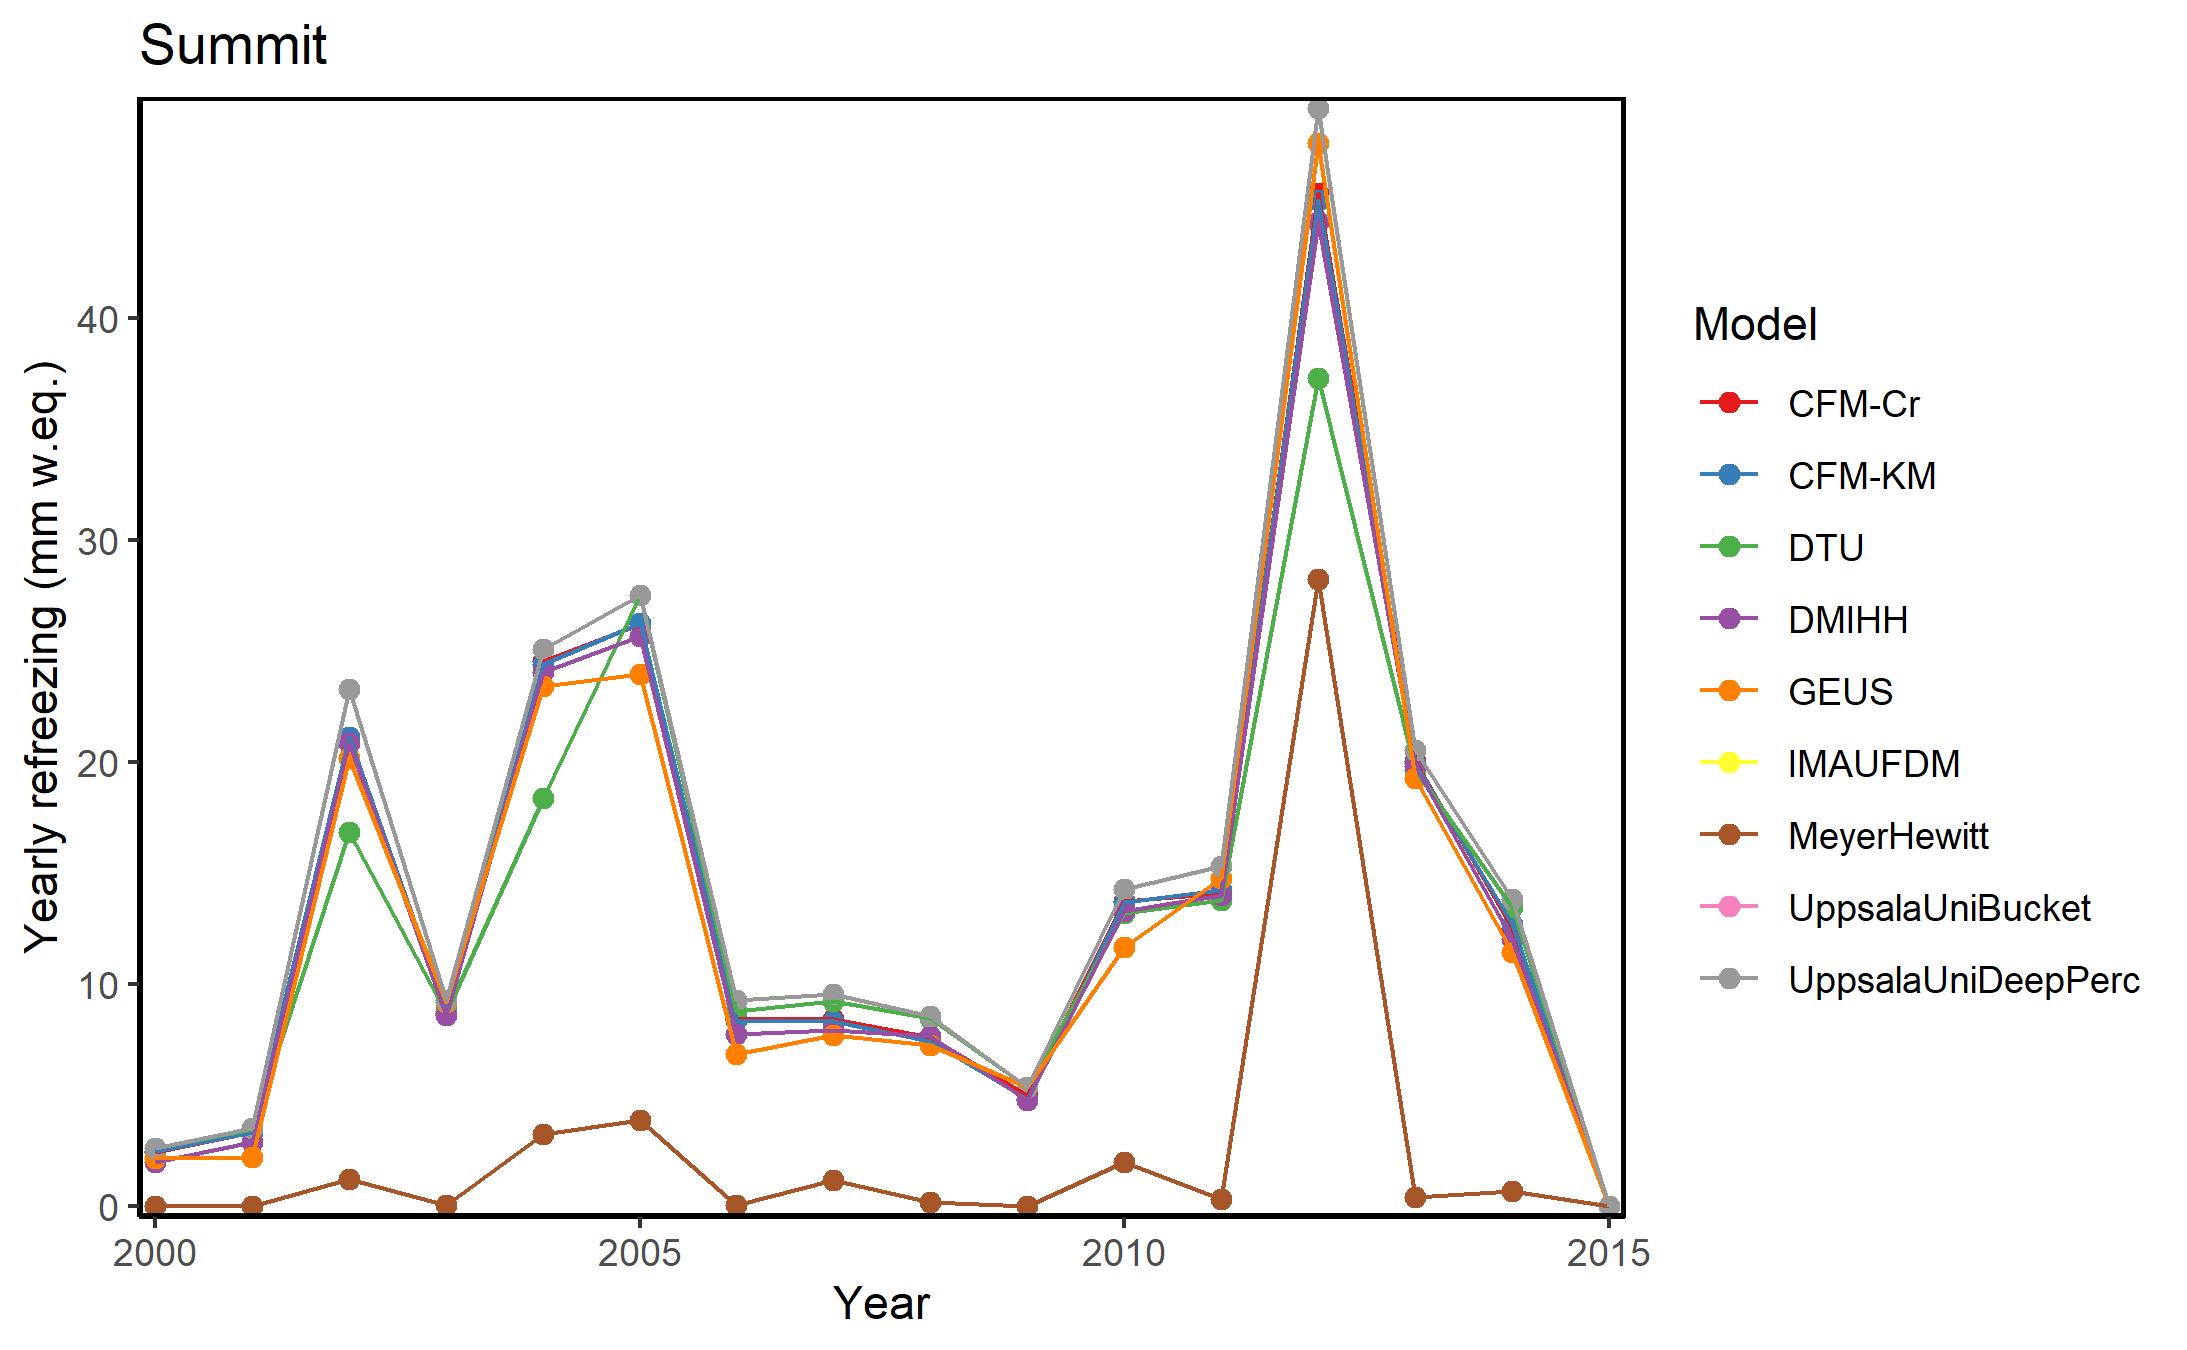 Summit
Yearly refreezing (mm w.eq.)
40
30
20
10
0
2000
2005
2010
2015
Year
Model
CFM-Cr
CFM-KM
DTU
DMIHH
GEUS
IMAUFDM
MeyerHewitt
UppsalaUniBucket
UppsalaUniDeepPerc